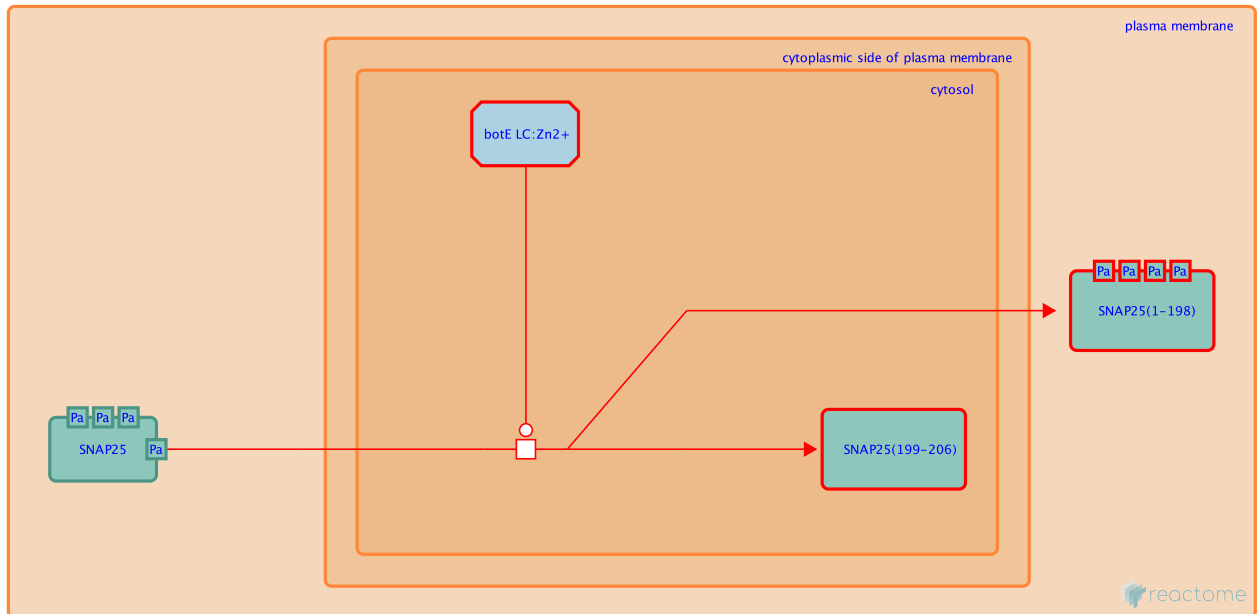 plasma membrane
cytoplasmic side of plasma membrane
cytosol
botE LC:Zn2+
Pa Pa Pa Pa
SNAP25(1-198)
Pa Pa Pa
SNAP25 Pa
SNAP25(199-206)
reactome